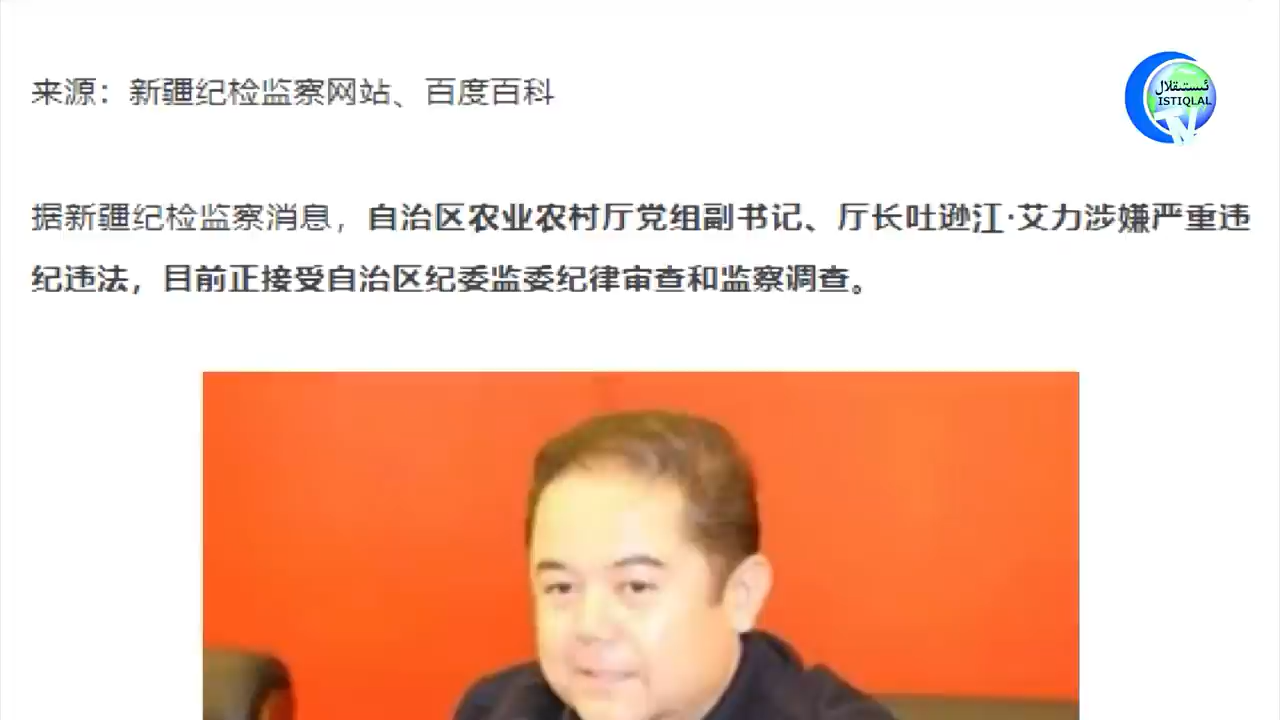 来源：新疆纪检监察网站、百度百科
ئىستىقلال
ISTIQLAL
TV
据新疆纪检监察消息，自治区农业农村厅党组副书记、厅长吐逊江·艾力涉嫌严重违
纪违法，目前正接受自治区纪委监委纪律审查和监察调查。